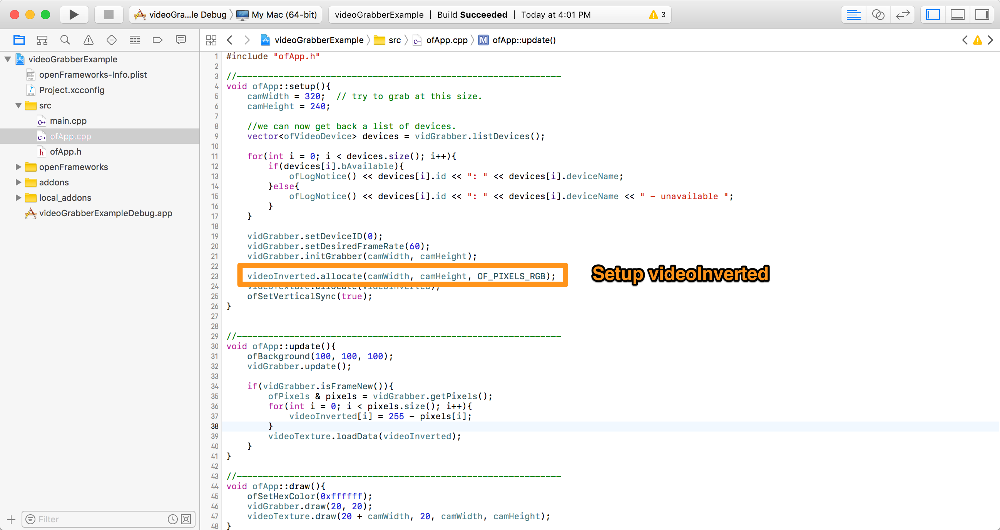 videoGra...le Debug 〉 My Mac (64-bit)
videoGrabberExample | Build Succeeded | Today at 4:01 PM
3
videoGrabberExample 〉 src 〉 ofApp.cpp 〉 M ofApp::update()
videoGrabberExample
openFrameworks-Info.plist
Project.xcconfig
src
main.cpp
ofApp.cpp
ofApp.h
openFrameworks
addons
local_addons
videoGrabberExampleDebug.app
Filter
1 #include "ofApp.h"
2
3 //--------------------------------------------------------------
4 void ofApp::setup(){
5 camWidth = 320;  // try to grab at this size.
6 camHeight = 240;
7
8 //we can now get back a list of devices.
9 vector<ofVideoDevice> devices = vidGrabber.listDevices();
10
11 for(int i = 0; i < devices.size(); i++){
12 if(devices[i].bAvailable){
13 ofLogNotice() << devices[i].id << ": " << devices[i].deviceName;
14 }else{
15 ofLogNotice() << devices[i].id << ": " << devices[i].deviceName << " - unavailable ";
16 }
17 }
18
19 vidGrabber.setDeviceID(0);
20 vidGrabber.setDesiredFrameRate(60);
21 vidGrabber.initGrabber(camWidth, camHeight);
22
23 videoInverted.allocate(camWidth, camHeight, OF_PIXELS_RGB);
Setup videoInverted
24 videoTexture.allocate(videoInverted);
25 ofSetVerticalSync(true);
26 }
27
28
29 //--------------------------------------------------------------
30 void ofApp::update(){
31 ofBackground(100, 100, 100);
32 vidGrabber.update();
33
34 if(vidGrabber.isFrameNew()){
35 ofPixels & pixels = vidGrabber.getPixels();
36 for(int i = 0; i < pixels.size(); i++){
37 videoInverted[i] = 255 - pixels[i];
38 }
39 videoTexture.loadData(videoInverted);
40 }
41 }
42
43 //--------------------------------------------------------------
44 void ofApp::draw(){
45 ofSetHexColor(0xffffff);
46 vidGrabber.draw(20, 20);
47 videoTexture.draw(20 + camWidth, 20, camWidth, camHeight);
48 }